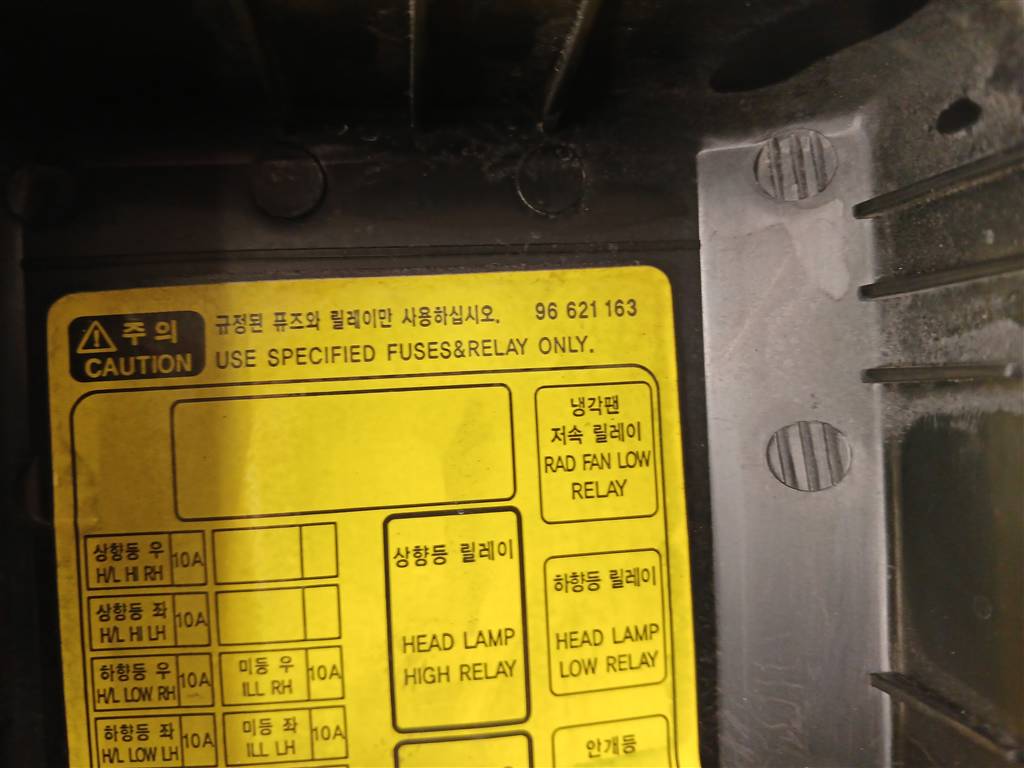 주의
CAUTION
규정된 퓨즈와 릴레이만 사용하십시오. 96 621 163
USE SPECIFIED FUSES&RELAY ONLY.
냉각팬
저속 릴레이
RAD FAN LOW
RELAY
상향등 우
H/L HI RH
10A
상향등 좌
H/L HI LH
10A
하향등 우
H/L LOW RH
10A
미등 우
ILL RH
10A
하향등 좌
H/L LOW LH
10A
미등 좌
ILL LH
10A
상향등 릴레이
HEAD LAMP
HIGH RELAY
하향등 릴레이
HEAD LAMP
LOW RELAY
안개등